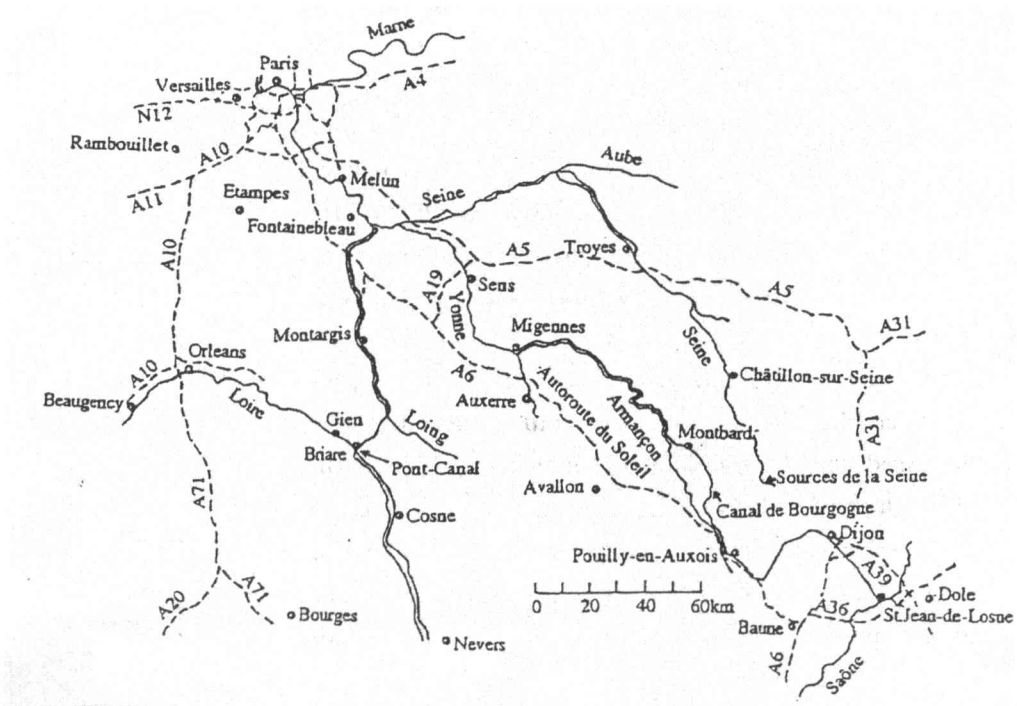 Marne
Paris
A4
Versailles
N12
Rambouillet
A10
A11
Melun
Aube
Seine
Etampes
Fontainebleau
A10
Troyes
A5
A5
A19
Sens
Yonne
Montargis
Migennes
Seine
A31
Orleans
A10
A6
Châtillon-sur-Seine
Beaugency
Loire
Auxerre
Autoroute du Soleil
Armançon
A31
Gien
Loing
Montbard
Briare
Pont-Canal
Sources de la Seine
A71
Avallon
Canal de Bourgogne
Cosne
Dijon
Pouilly-en-Auxois
A39
A71
0 20 40 60km
Dole
A20
Bourges
A36
St.Jean-de-Losne
Baune
Nevers
A6
Saône